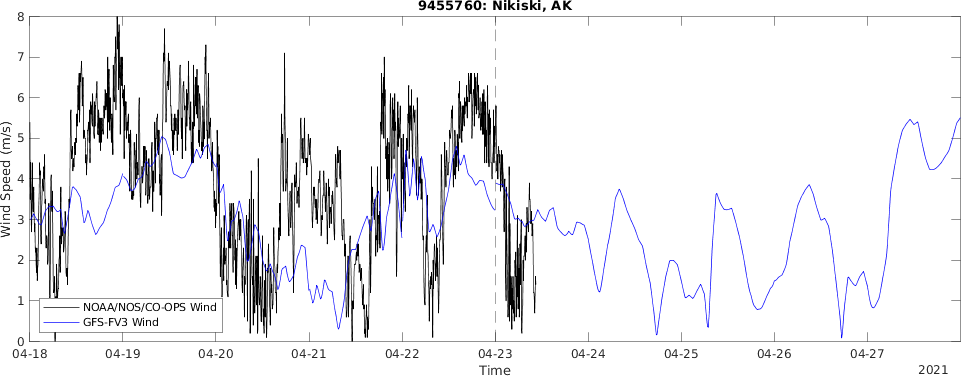 9455760: Nikiski, AK
8
7
6
5
4
3
2
1
0
Wind Speed (m/s)
NOAA/NOS/CO-OPS Wind
GFS-FV3 Wind
04-18 04-19 04-20 04-21 04-22 04-23 04-24 04-25 04-26 04-27
Time
2021